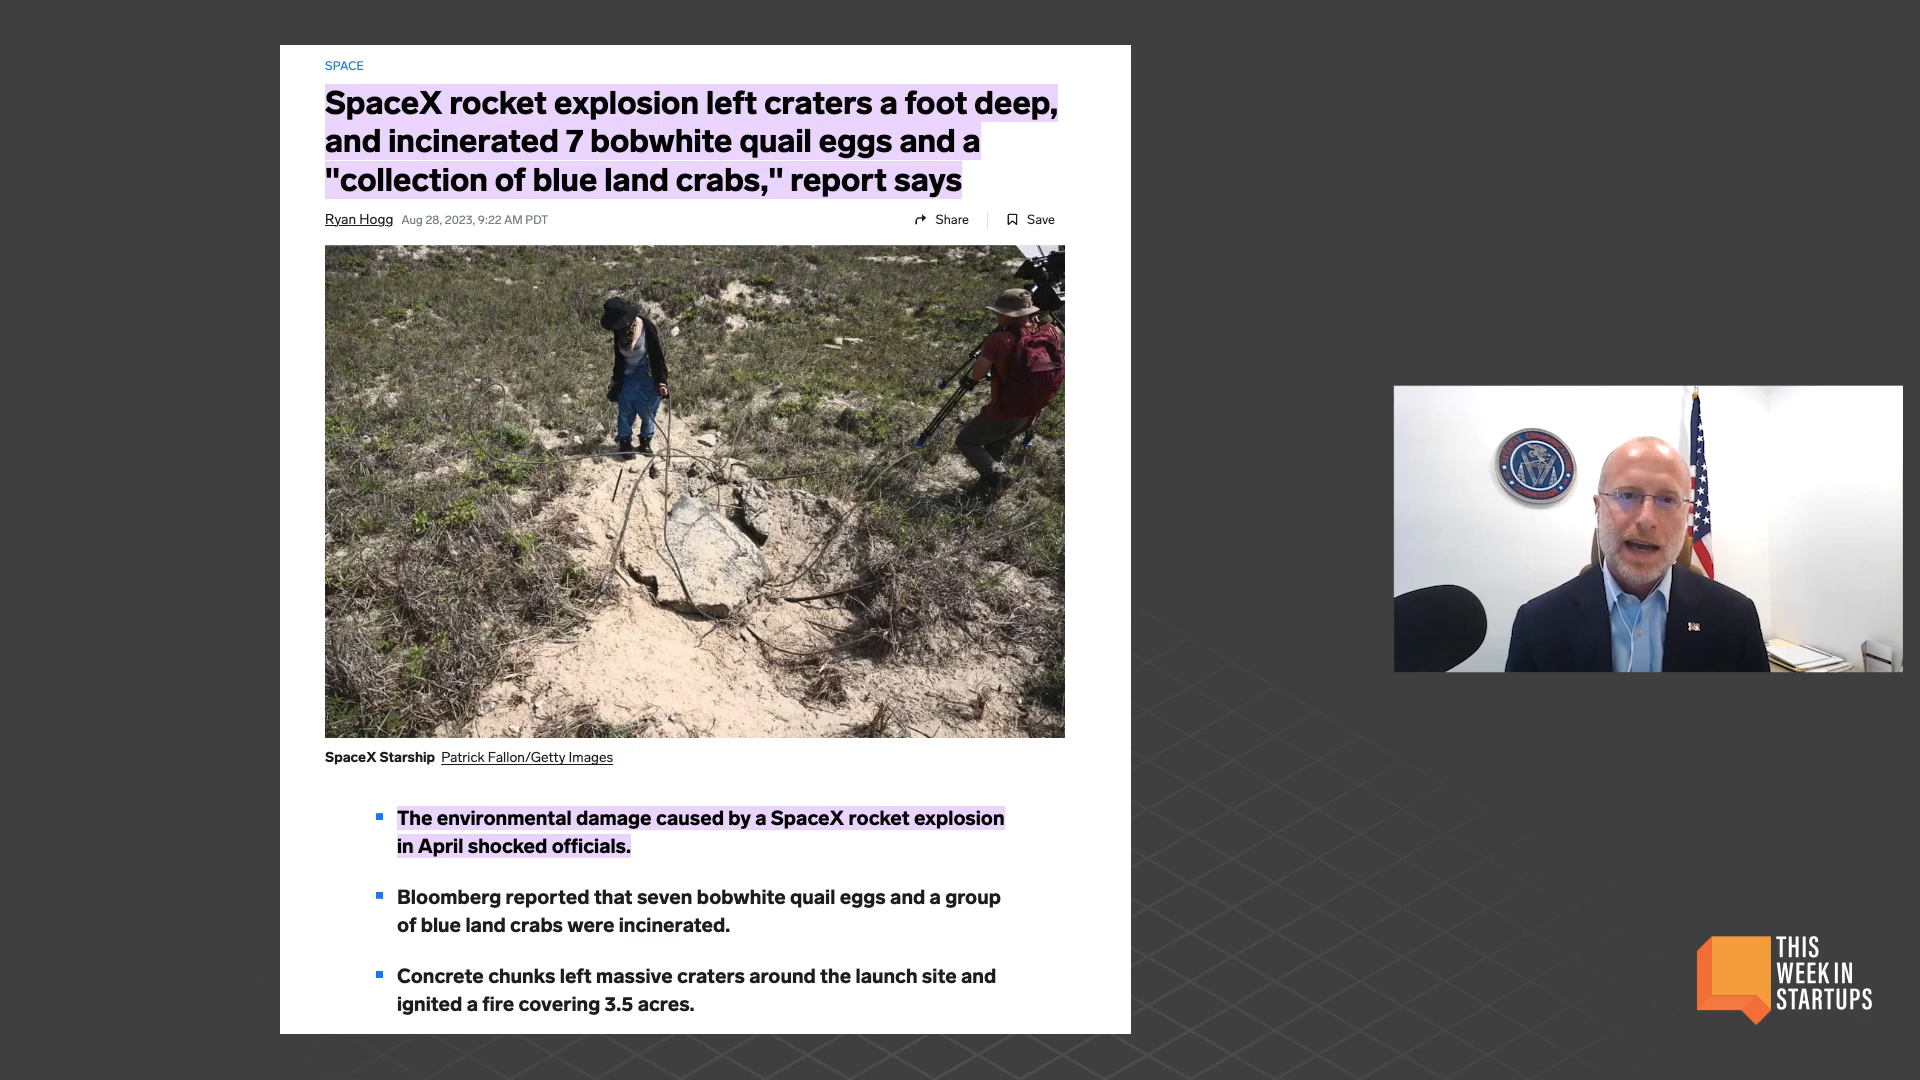 SPACE
SpaceX rocket explosion left craters a foot deep,
and incinerated 7 bobwhite quail eggs and a
"collection of blue land crabs," report says
Ryan Hogg Aug 28, 2023, 9:22 AM PDT Share Save
SpaceX Starship Patrick Fallon/Getty Images
The environmental damage caused by a SpaceX rocket explosion
in April shocked officials.
Bloomberg reported that seven bobwhite quail eggs and a group
of blue land crabs were incinerated.
Concrete chunks left massive craters around the launch site and
ignited a fire covering 3.5 acres.
THIS
WEEK IN
STARTUPS